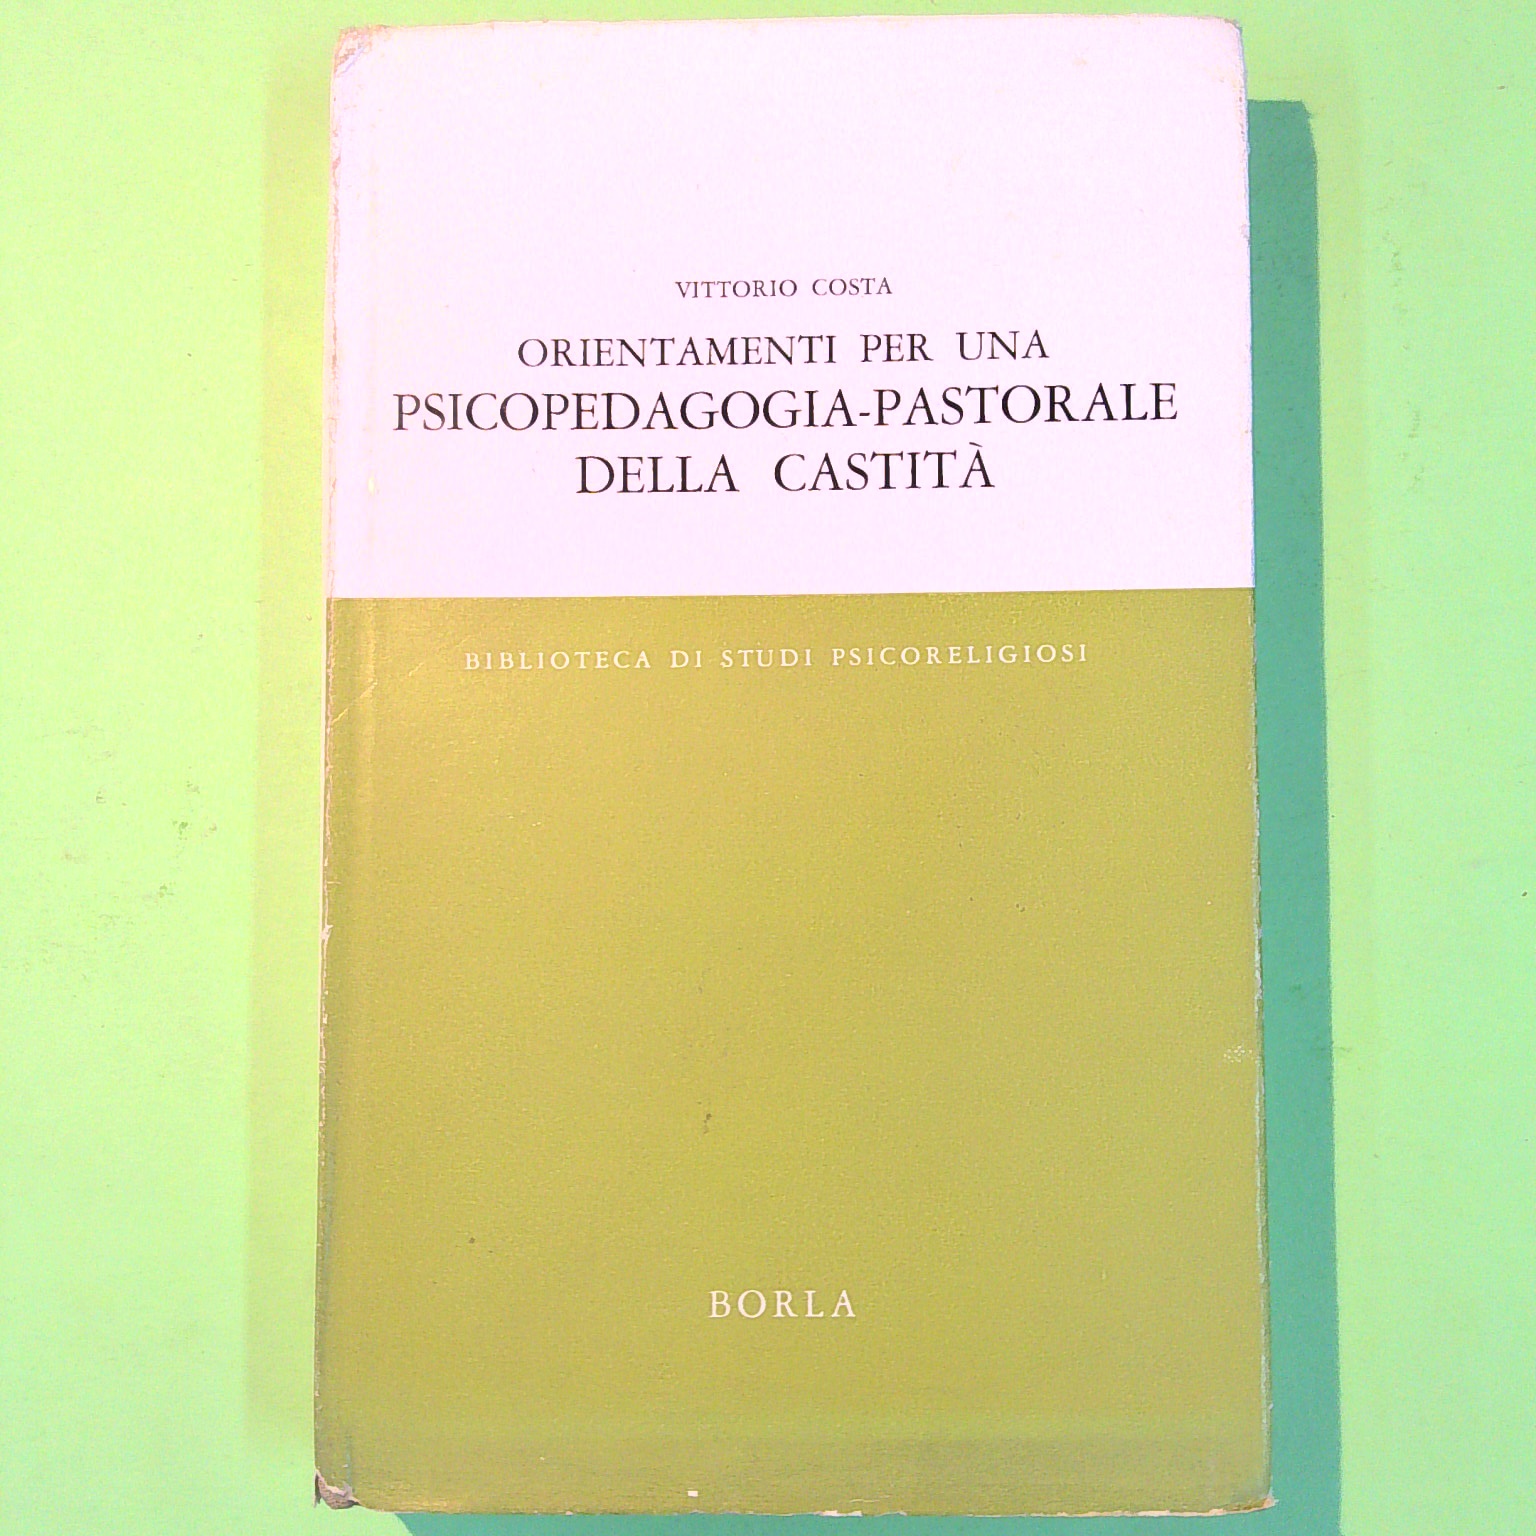 VITTORIO COSTA
ORIENTAMENTI PER UNA
PSICOPEDAGOGIA-PASTORALE
DELLA CASTITÀ
BIBLIOTECA DI STUDI PSICORELIGIOSI
BORLA